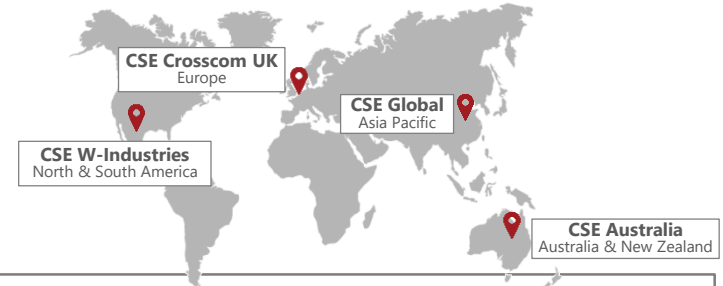 CSE Crosscom UK
Europe
CSE Global
Asia Pacific
CSE W-Industries
North & South America
CSE Australia
Australia & New Zealand